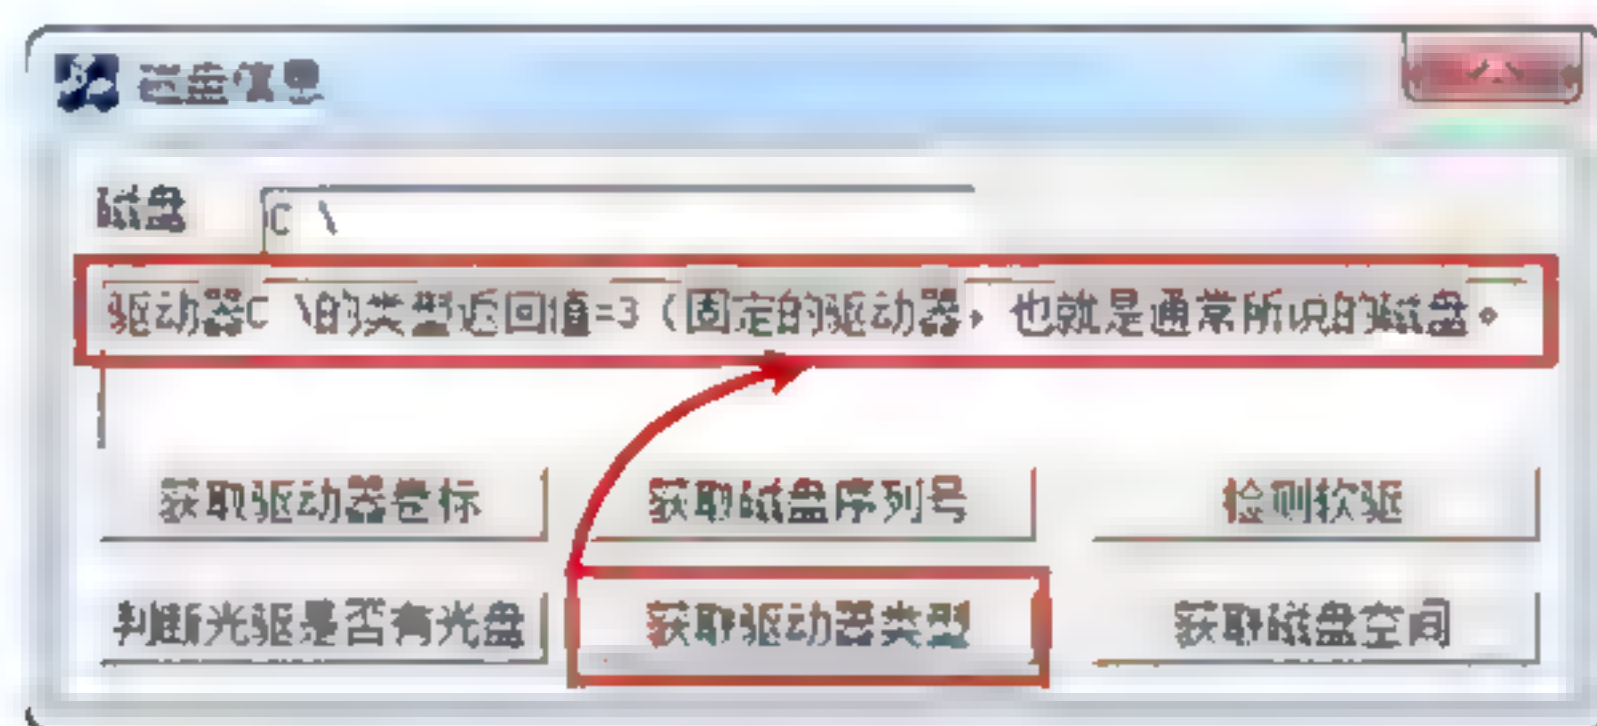 磁盘信息
磁盘 C \
驱动器C \的类型返回值=3（固定的驱动器，也就是通常所说的磁盘。
获取驱动器卷标 获取磁盘序列号 检测软驱
判断光驱是否有光盘 获取驱动器类型 获取磁盘空间